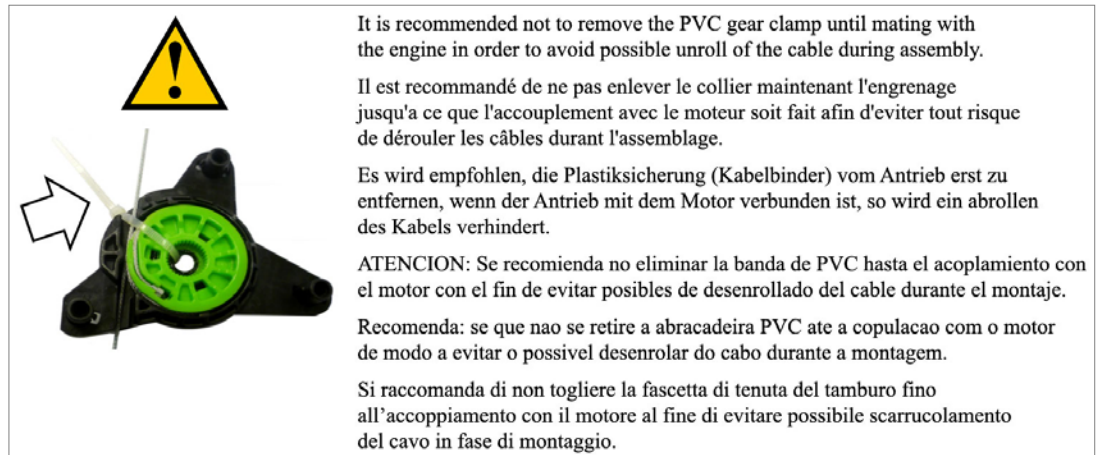 It is recommended not to remove the PVC gear clamp until mating with
the engine in order to avoid possible unroll of the cable during assembly.
Il est recommandé de ne pas enlever le collier maintenant l'engrenage
jusqu'a ce que l'accouplement avec le moteur soit fait afin d'eviter tout risque
de dérouler les câbles durant l'assemblage.
Es wird empfohlen, die Plastiksicherung (Kabelbinder) vom Antrieb erst zu
entfernen, wenn der Antrieb mit dem Motor verbunden ist, so wird ein abrollen
des Kabels verhindert.
ATENCION: Se recomienda no eliminar la banda de PVC hasta el acoplamiento con
el motor con el fin de evitar posibles de desenrollado del cable durante el montaje.
Recomenda: se que nao se retire a abracadeira PVC ate a copulacao com o motor
de modo a evitar o possivel desenrolar do cabo durante a montagem.
Si raccomanda di non togliere la fascetta di tenuta del tamburo fino
all’accoppiamento con il motore al fine di evitare possibile scarrucolamento
del cavo in fase di montaggio.